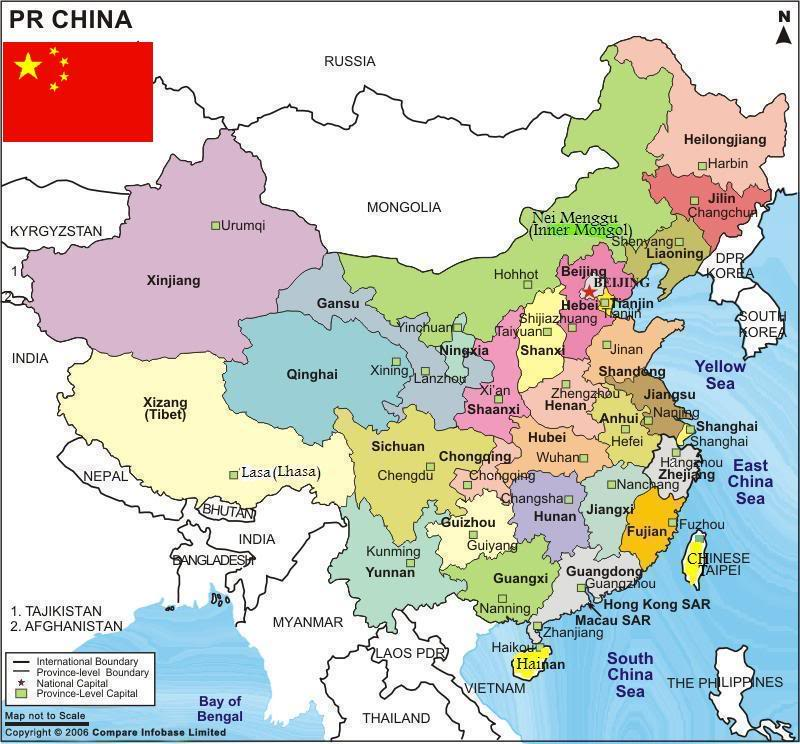 PR CHINA
N
RUSSIA
Heilongjiang
Harbin
MONGOLIA
Jilin
Changchun
Nei Menggu
(Inner Mongol)
KYRGYZSTAN
Urumqi
Shenyang
Liaoning
DPR
KOREA
1
2
Xinjiang
Hohhot
Beijing
BEIJING
Gansu
Hebei
Tianjin
Tianjin
SOUTH
KOREA
Yinchuan
Shijiazhuang
Taiyuan
Ningxia
Shanxi
Jinan
INDIA
Qinghai
Xining
Lanzhou
Yellow
Sea
Shandong
Xi'an
Shaanxi
Zhengzhou
Henan
Jiangsu
Nanjing
Xizang
(Tibet)
Anhui
Hefei
Shanghai
Shanghai
Sichuan
Chengdu
Chongqing
Chongqing
Hubei
Wuhan
Hangzhou
Zhejiang
East
China
Sea
NEPAL
Lasa (Lhasa)
Changsha
Hunan
Nanchang
Jiangxi
BHUTAN
INDIA
Guizhou
Guiyang
Fujian
Fuzhou
BANGLADESH
Kunming
Yunnan
Guangxi
Nanning
Guangdong
Guangzhou
CHINESE
TAIPEI
Hong Kong SAR
Macau SAR
1. TAJIKISTAN
2. AFGHANISTAN
MYANMAR
Zhanjiang
Haikou
Hainan
LAOS PDR
VIETNAM
South
China
Sea
THE PHILIPPINES
International Boundary
Province-level Boundary
National Capital
Province-Level Capital
Bay of
Bengal
THAILAND
Map not to Scale
Copyright © 2006 Compare Infobase Limited